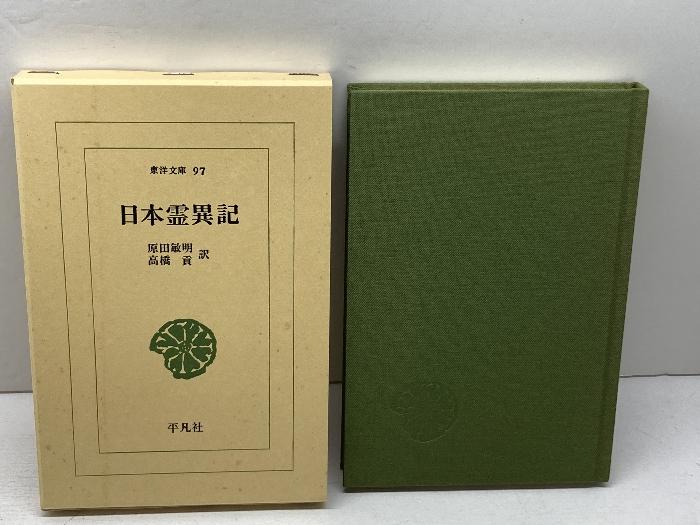 東洋文庫 97
日本霊異記
原田敏明
高橋 貢
訳
平凡社